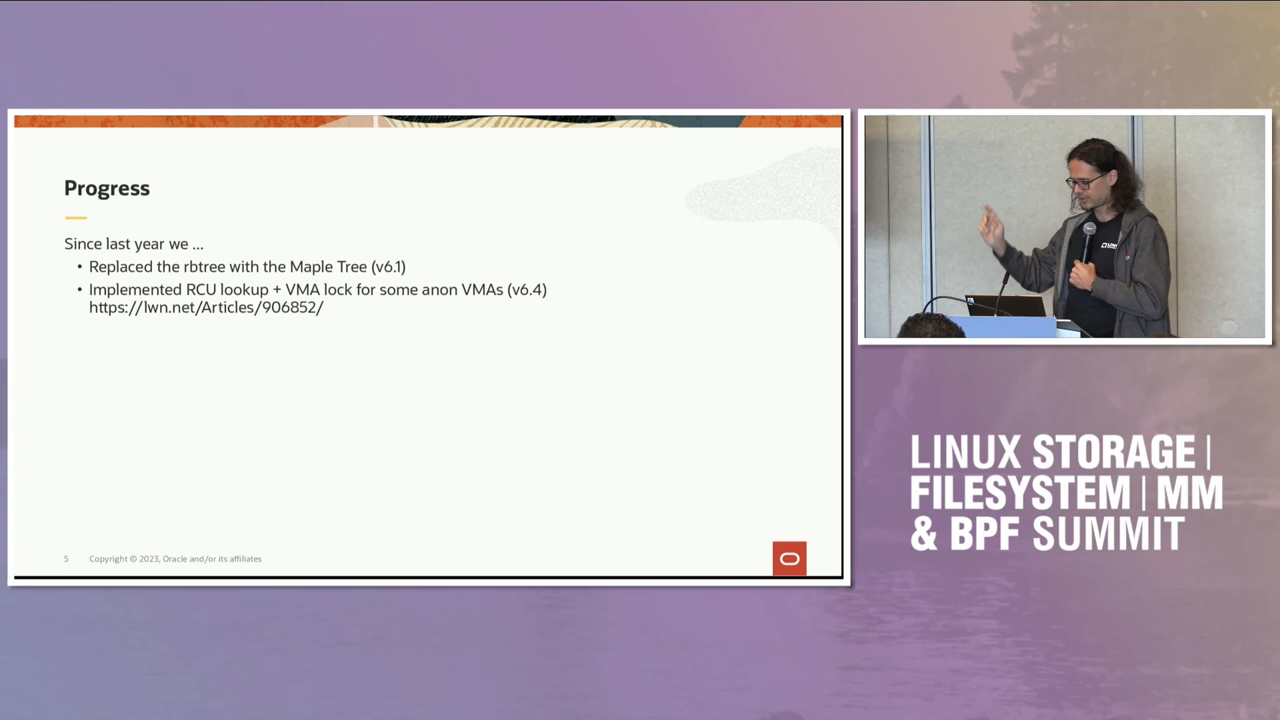 Progress
Since last year we ...
• Replaced the rbtree with the Maple Tree (v6.1)
• Implemented RCU lookup + VMA lock for some anon VMAs (v6.4)
https://lwn.net/Articles/906852/
5 Copyright © 2023, Oracle and/or its affiliates
LINUX STORAGE |
FILESYSTEM | MM
& BPF SUMMIT